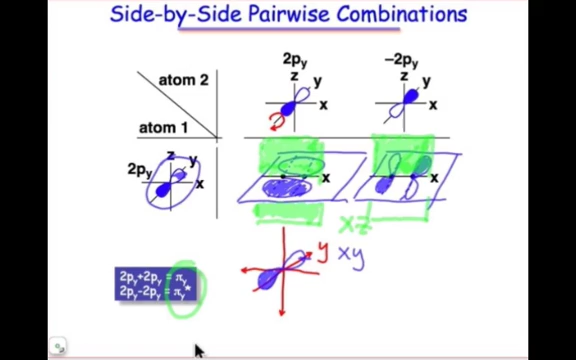 Side-by-Side Pairwise Combinations
2py –2py
atom 2 z y x z y x
atom 1
2py z y x x x
xz
y xy
2py+2py = πy
2py-2py = πy*